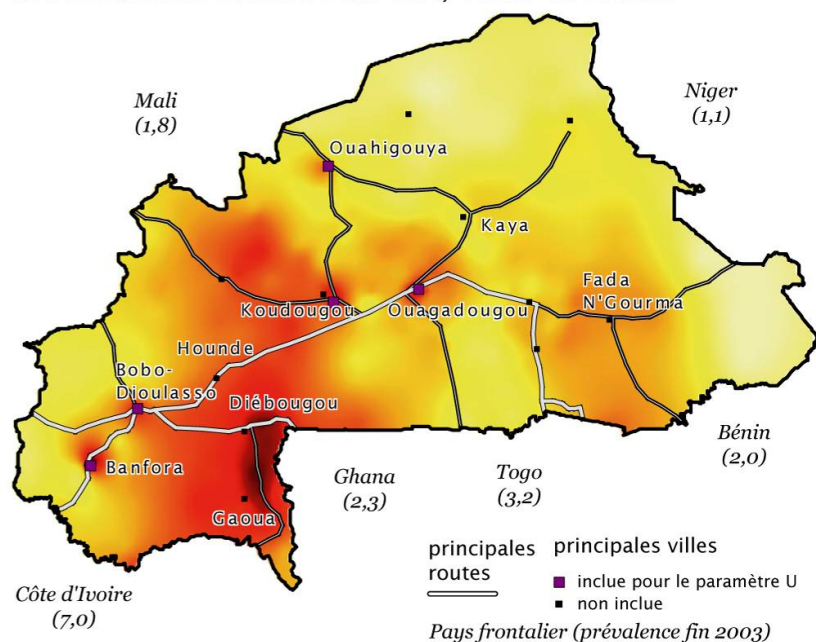 Mali
(1,8)
Niger
(1,1)
Ouahigouya
Kaya
Fada
N'Gourma
Koudougou
Ouagadougou
Hounde
Bobo-
Dioulasso
Diébougou
Banfora
Gaoua
Bénin
(2,0)
Ghana
(2,3)
Togo
(3,2)
Côte d'Ivoire
(7,0)
principales
routes
principales villes
inclue pour le paramètre U
non inclue
Pays frontalier (prévalence fin 2003)